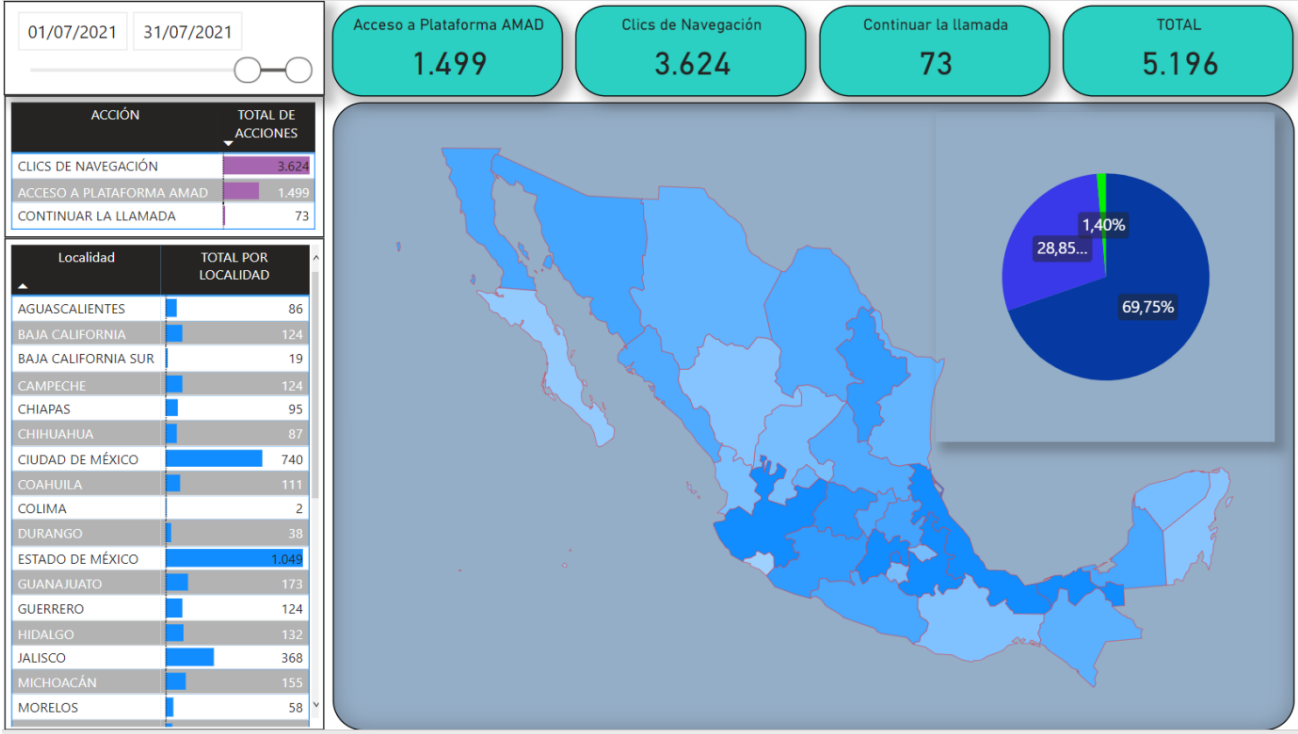 01/07/2021 31/07/2021
Acceso a Plataforma AMAD
1.499
Clics de Navegación
3.624
Continuar la llamada
73
TOTAL
5.196
ACCIÓN TOTAL DE
ACCIONES
CLICS DE NAVEGACIÓN 3.624
ACCESO A PLATAFORMA AMAD 1.499
CONTINUAR LA LLAMADA 73
Localidad TOTAL POR
LOCALIDAD
AGUASCALIENTES 86
BAJA CALIFORNIA 124
BAJA CALIFORNIA SUR 19
CAMPECHE 124
CHIAPAS 95
CHIHUAHUA 87
CIUDAD DE MÉXICO 740
COAHUILA 111
COLIMA 2
DURANGO 38
ESTADO DE MÉXICO 1.049
GUANAJUATO 173
GUERRERO 124
HIDALGO 132
JALISCO 368
MICHOACÁN 155
MORELOS 58
1,40%
28,85...
69,75%